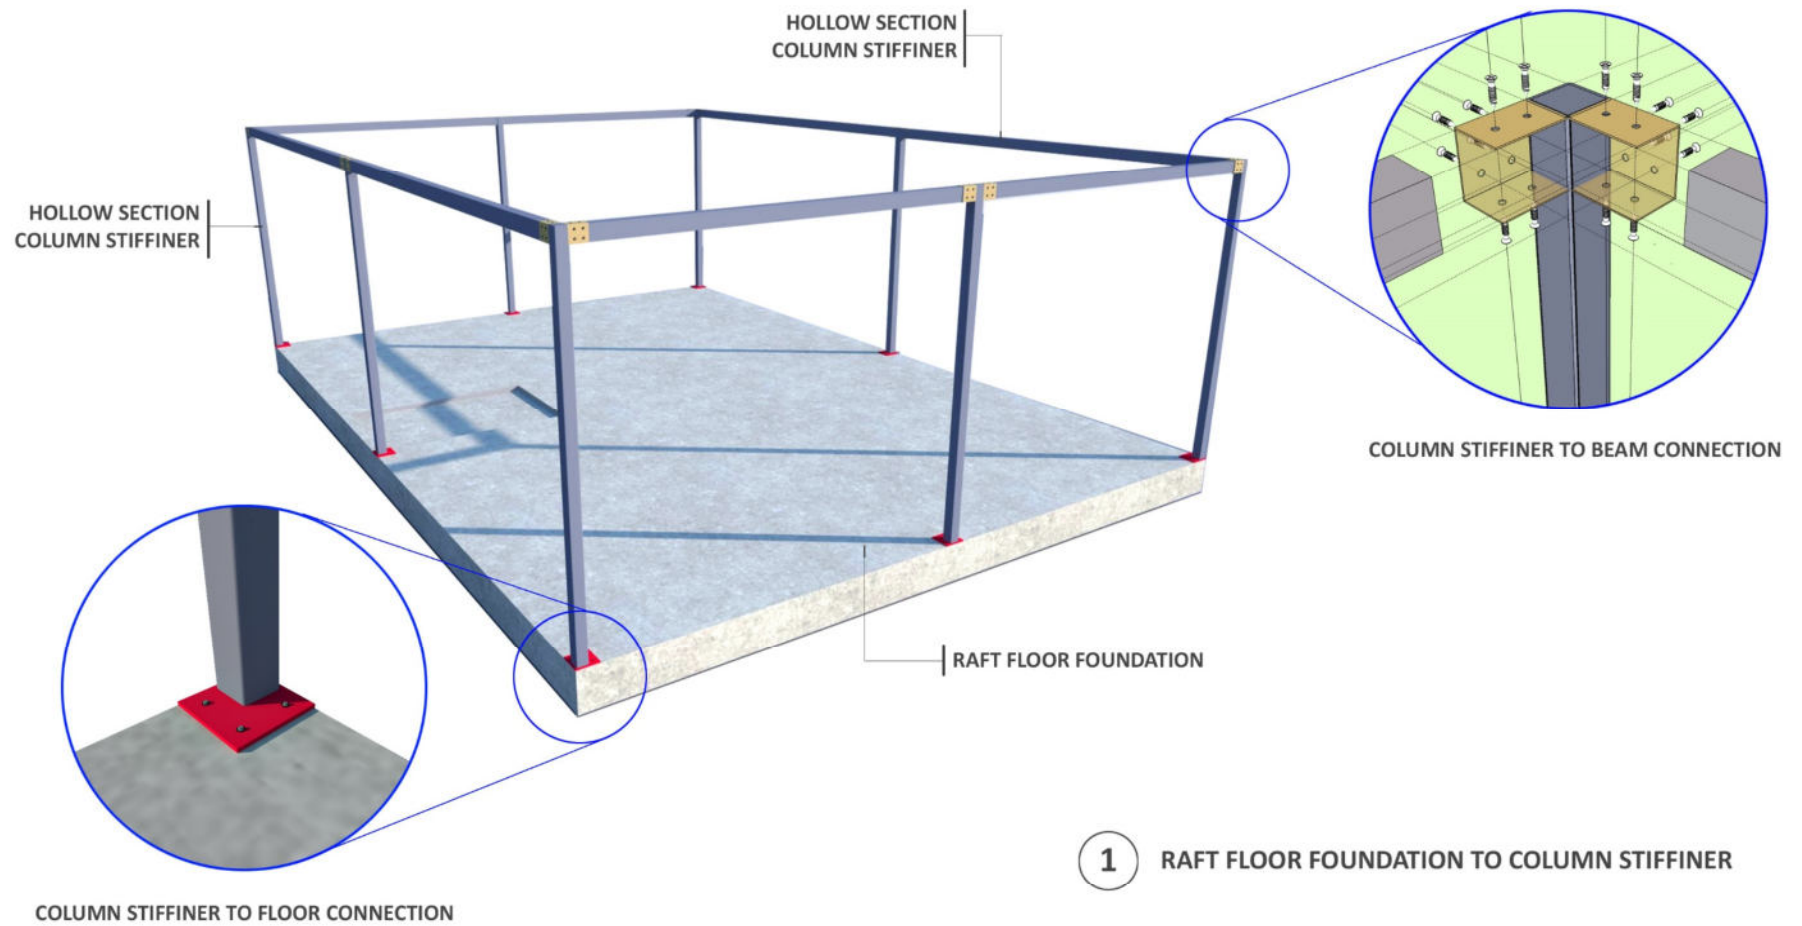 HOLLOW SECTION
COLUMN STIFFINER
HOLLOW SECTION
COLUMN STIFFINER
COLUMN STIFFINER TO BEAM CONNECTION
RAFT FLOOR FOUNDATION
1 RAFT FLOOR FOUNDATION TO COLUMN STIFFINER
COLUMN STIFFINER TO FLOOR CONNECTION